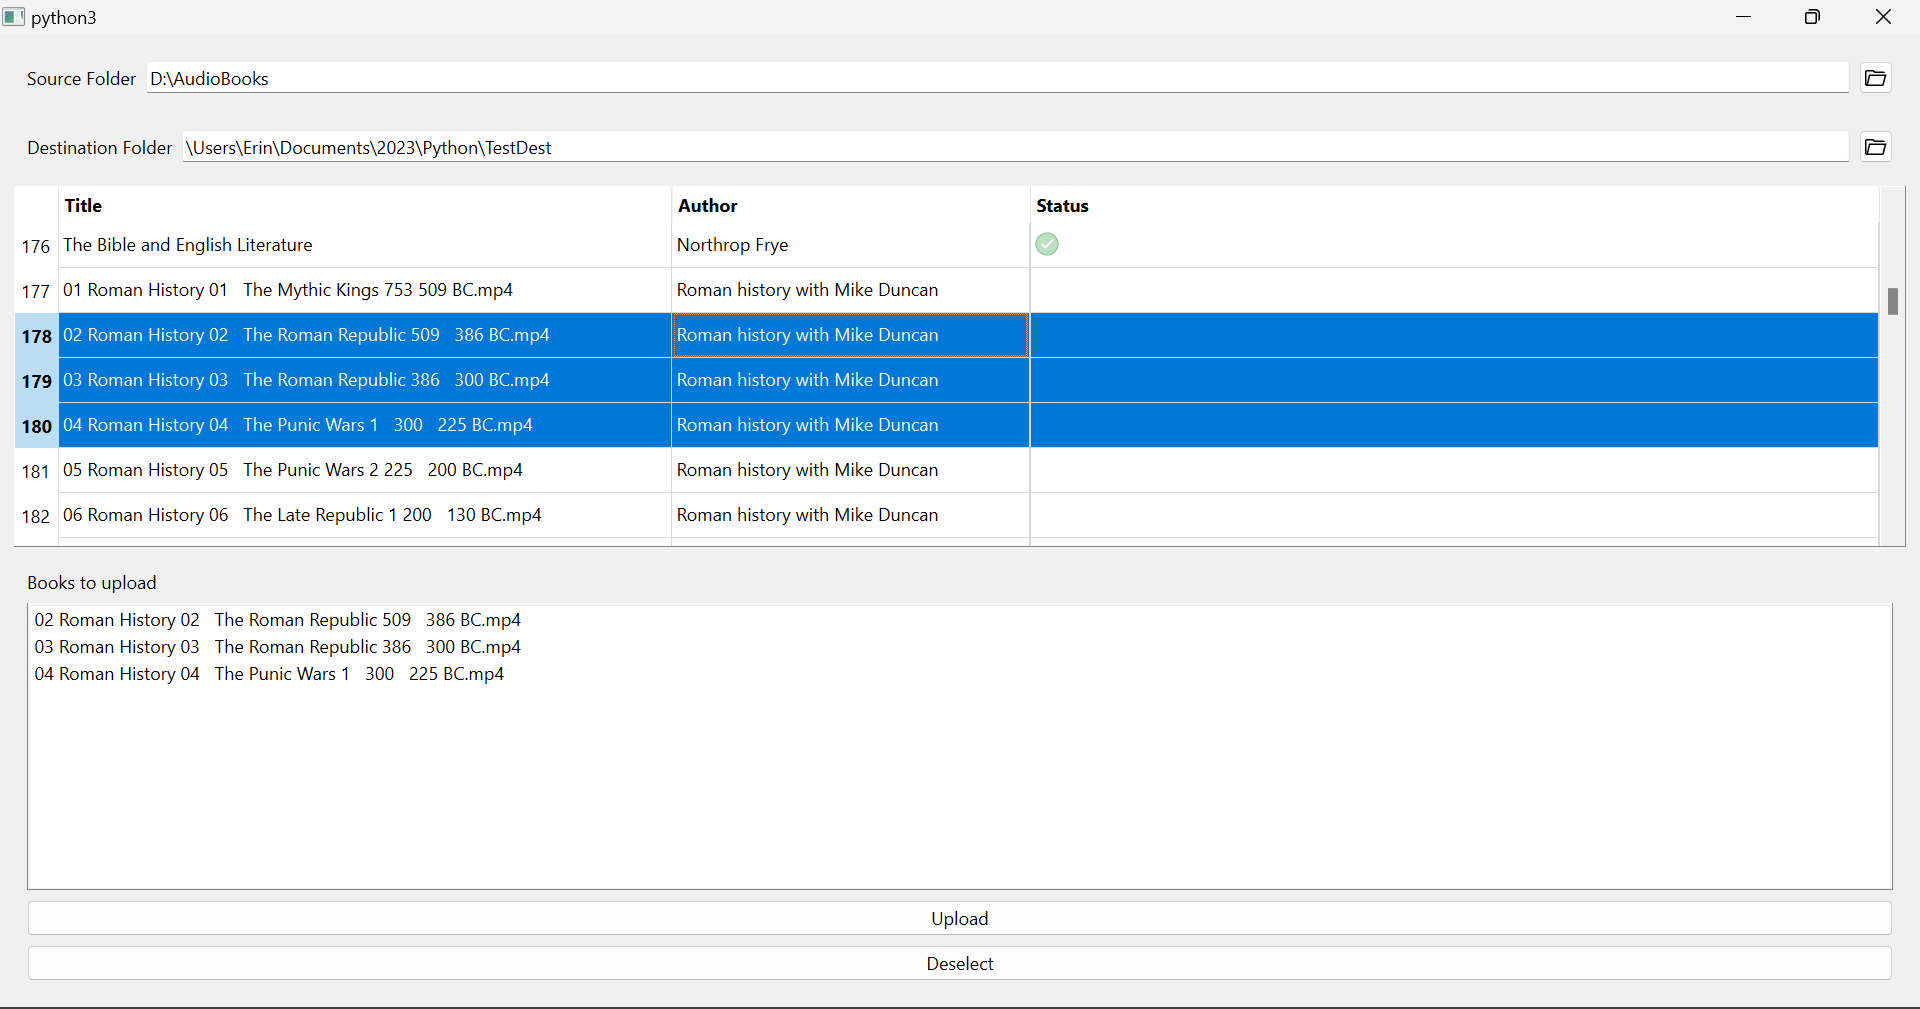 python3
Source Folder D:\AudioBooks
Destination Folder \Users\Erin\Documents\2023\Python\TestDest
Title Author Status
176 The Bible and English Literature Northrop Frye
177 01 Roman History 01   The Mythic Kings 753 509 BC.mp4 Roman history with Mike Duncan
178 02 Roman History 02   The Roman Republic 509   386 BC.mp4 Roman history with Mike Duncan
179 03 Roman History 03   The Roman Republic 386   300 BC.mp4 Roman history with Mike Duncan
180 04 Roman History 04   The Punic Wars 1   300   225 BC.mp4 Roman history with Mike Duncan
181 05 Roman History 05   The Punic Wars 2 225   200 BC.mp4 Roman history with Mike Duncan
182 06 Roman History 06   The Late Republic 1 200   130 BC.mp4 Roman history with Mike Duncan
Books to upload
02 Roman History 02   The Roman Republic 509   386 BC.mp4
03 Roman History 03   The Roman Republic 386   300 BC.mp4
04 Roman History 04   The Punic Wars 1   300   225 BC.mp4
Upload
Deselect